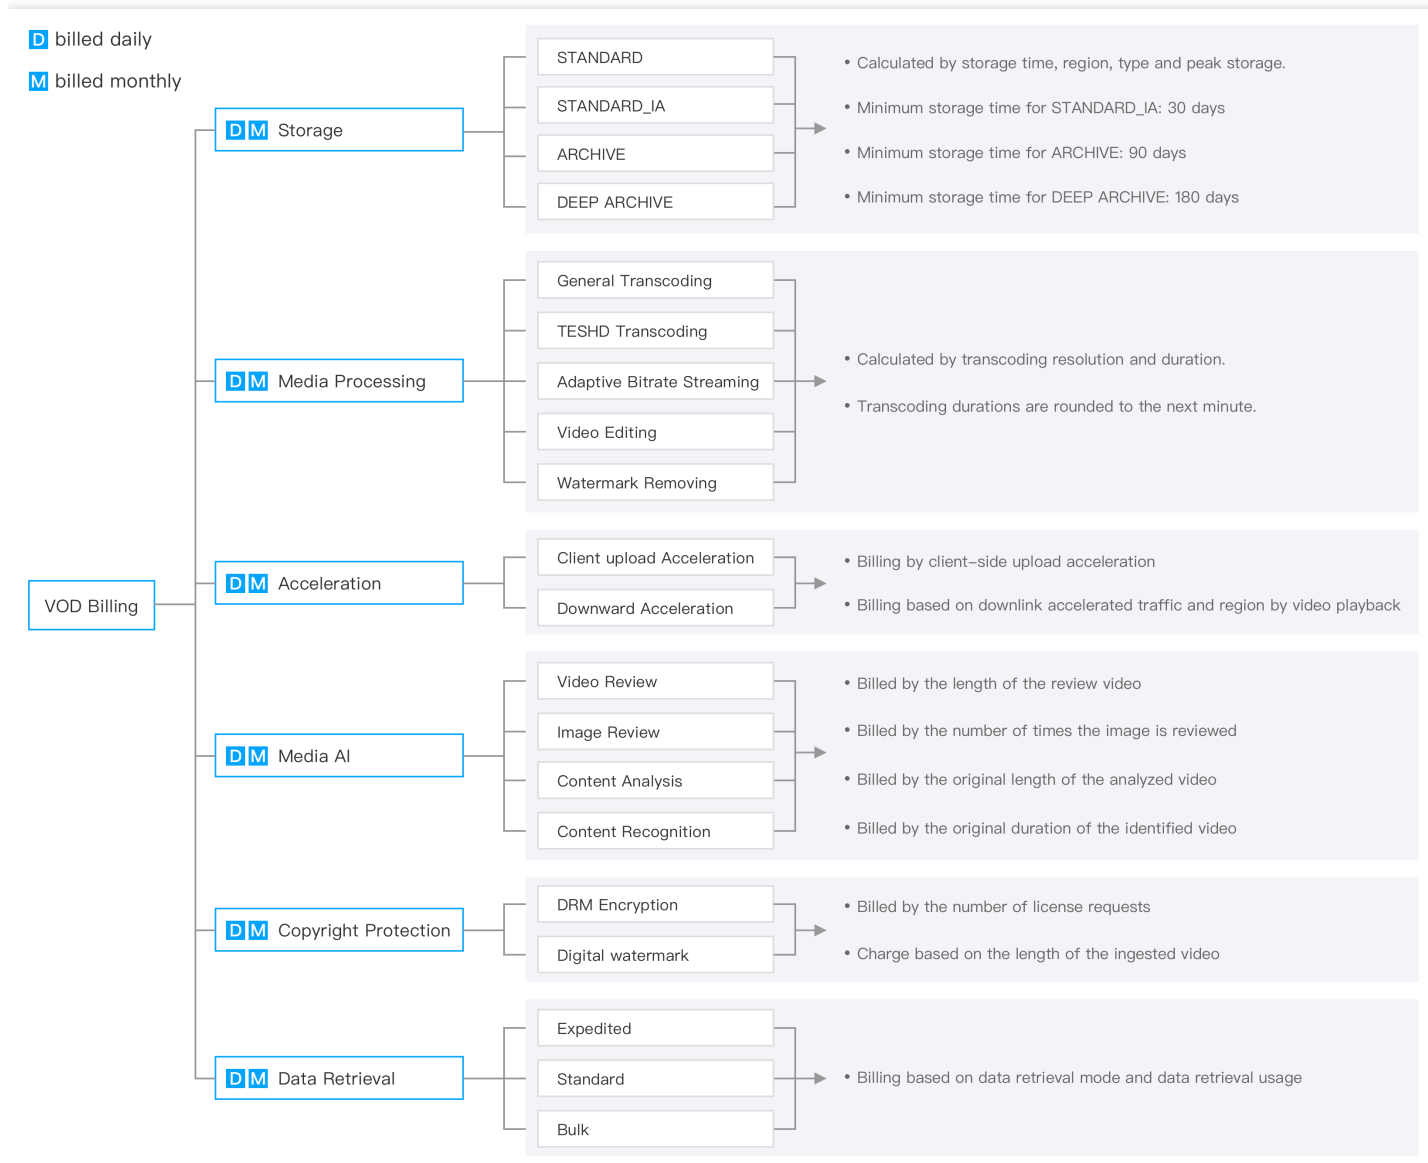 D billed daily
M billed monthly
VOD Billing
D M Storage
STANDARD
STANDARD_IA
ARCHIVE
DEEP ARCHIVE
• Calculated by storage time, region, type and peak storage.
• Minimum storage time for STANDARD_IA: 30 days
• Minimum storage time for ARCHIVE: 90 days
• Minimum storage time for DEEP ARCHIVE: 180 days
D M Media Processing
General Transcoding
TESHD Transcoding
Adaptive Bitrate Streaming
Video Editing
Watermark Removing
• Calculated by transcoding resolution and duration.
• Transcoding durations are rounded to the next minute.
D M Acceleration
Client upload Acceleration
Downward Acceleration
• Billing by client–side upload acceleration
• Billing based on downlink accelerated traffic and region by video playback
D M Media AI
Video Review
Image Review
Content Analysis
Content Recognition
• Billed by the length of the review video
• Billed by the number of times the image is reviewed
• Billed by the original length of the analyzed video
• Billed by the original duration of the identified video
D M Copyright Protection
DRM Encryption
Digital watermark
• Billed by the number of license requests
• Charge based on the length of the ingested video
D M Data Retrieval
Expedited
Standard
Bulk
• Billing based on data retrieval mode and data retrieval usage